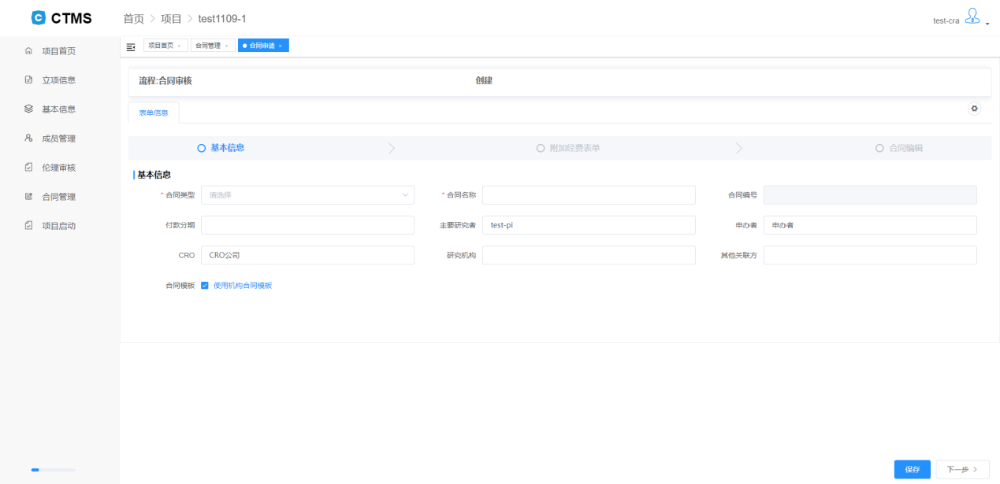 CTMS
首页 > 项目 > test1109-1
test-cra
项目首页
立项信息
基本信息
成员管理
伦理审核
合同管理
项目启动
项目首页 × 合同管理 × 合同申请 ×
流程:合同审核 创建
表单信息
基本信息 附加经费表单 合同编辑
基本信息
* 合同类型 请选择 * 合同名称 合同编号
付款分期 主要研究者 test-pi 申办者 申办者
CRO CRO公司 研究机构 其他关联方
合同模板 使用机构合同模板
保存 下一步 >